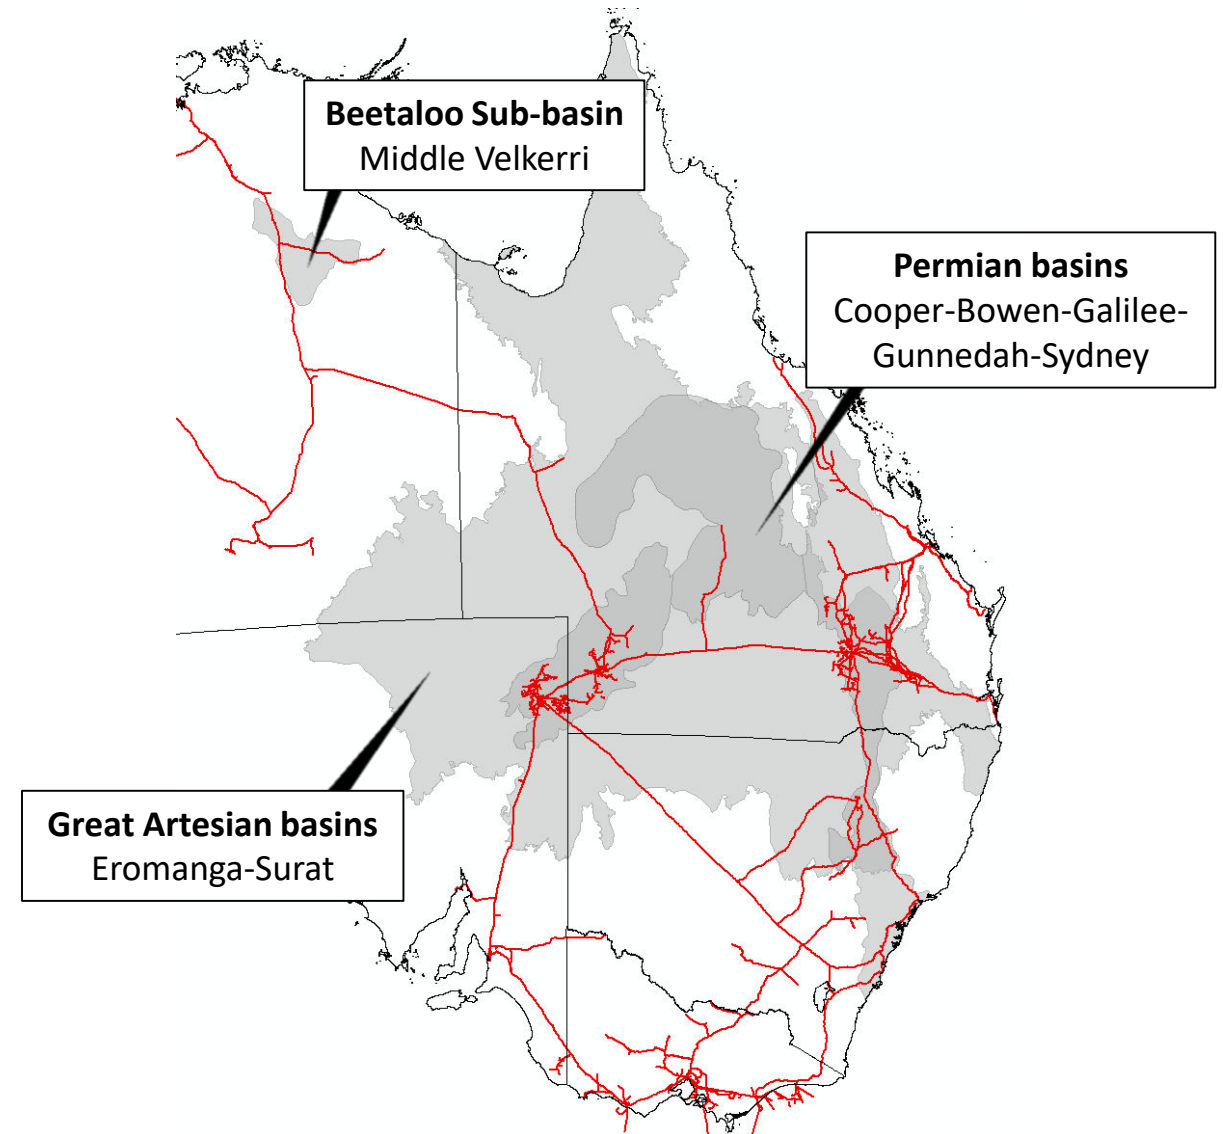 Beetaloo Sub-basin
Middle Velkerri
Permian basins
Cooper-Bowen-Galilee-
Gunnedah-Sydney
Great Artesian basins
Eromanga-Surat